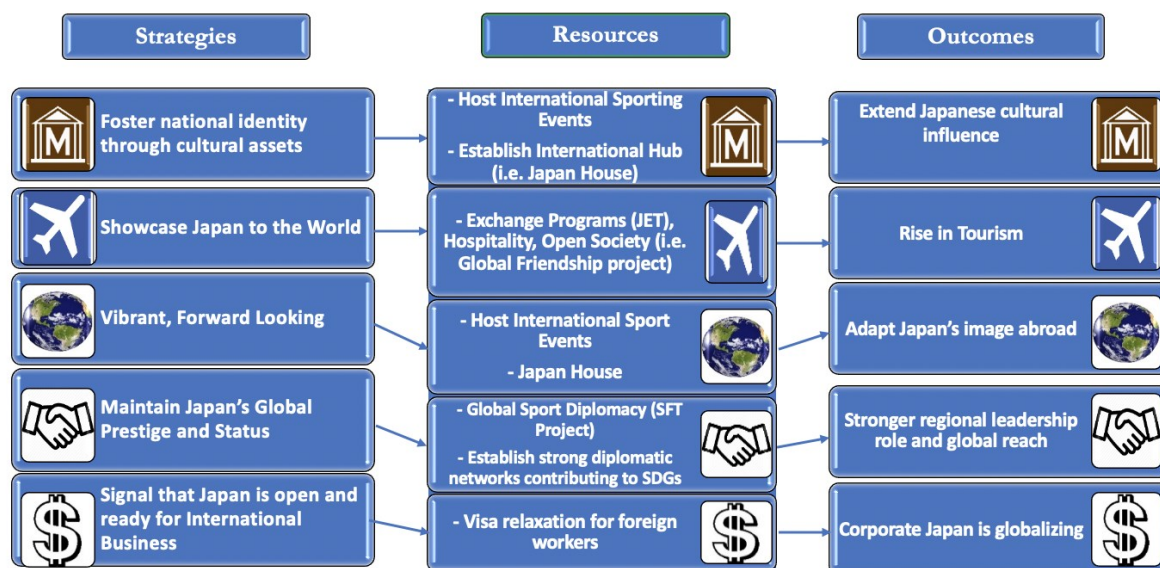 Strategies
Resources
Outcomes
Foster national identity
through cultural assets
- Host International Sporting
Events
- Establish International Hub
(i.e. Japan House)
Extend Japanese cultural
influence
Showcase Japan to the World
- Exchange Programs (JET),
Hospitality, Open Society (i.e.
Global Friendship project)
Rise in Tourism
Vibrant, Forward Looking
- Host International Sport
Events
- Japan House
Adapt Japan’s image abroad
Maintain Japan’s Global
Prestige and Status
- Global Sport Diplomacy (SFT
Project)
- Establish strong diplomatic
networks contributing to SDGs
Stronger regional leadership
role and global reach
Signal that Japan is open and
ready for International
Business
- Visa relaxation for foreign
workers
Corporate Japan is globalizing
M
M
M
$
$
$